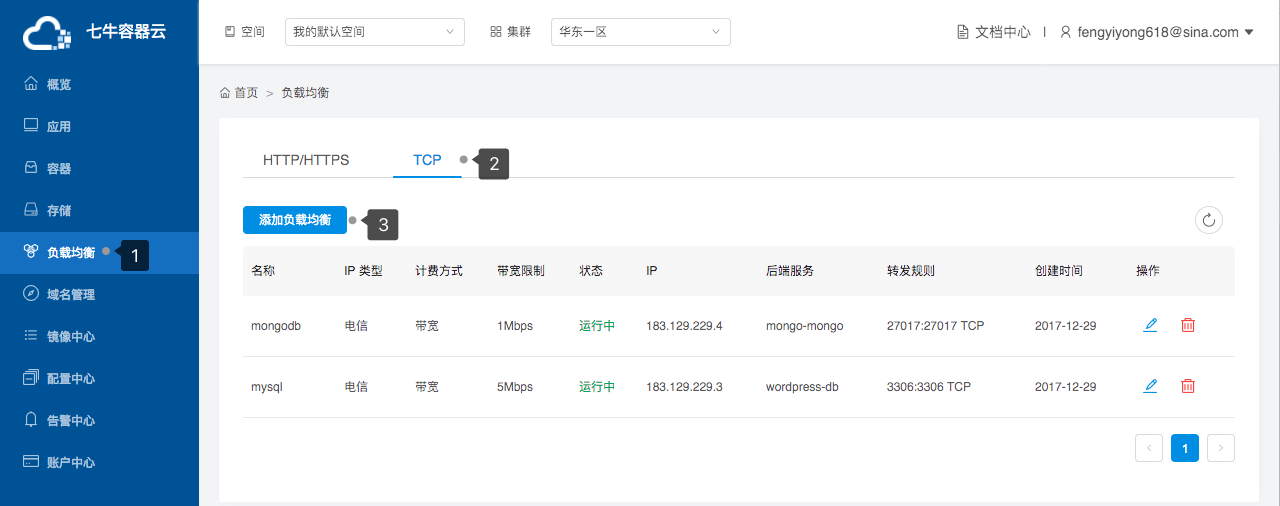 七牛容器云
空间 我的默认空间 集群 华东一区 文档中心 | fengyiyong618@sina.com
概览
应用
容器
存储
负载均衡 1
域名管理
镜像中心
配置中心
告警中心
账户中心
首页 > 负载均衡
HTTP/HTTPS TCP 2
添加负载均衡 3
名称 IP 类型 计费方式 带宽限制 状态 IP 后端服务 转发规则 创建时间 操作
mongodb 电信 带宽 1Mbps 运行中 183.129.229.4 mongo-mongo 27017:27017 TCP 2017-12-29
mysql 电信 带宽 5Mbps 运行中 183.129.229.3 wordpress-db 3306:3306 TCP 2017-12-29
< 1 >